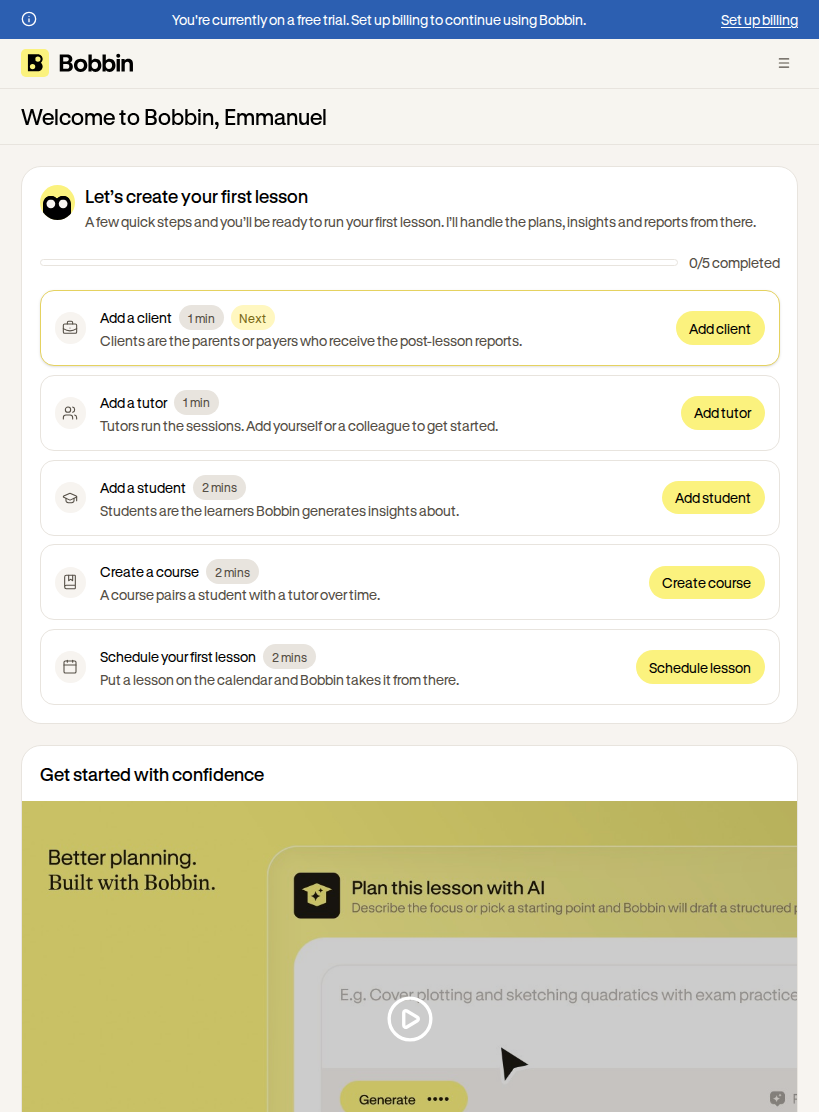 You're currently on a free trial. Set up billing to continue using Bobbin.
Set up billing
Bobbin
Welcome to Bobbin, Emmanuel
Let's create your first lesson
A few quick steps and you'll be ready to run your first lesson. I'll handle the plans, insights and reports from there.
0/5 completed
Add a client 1 min Next
Clients are the parents or payers who receive the post-lesson reports.
Add client
Add a tutor 1 min
Tutors run the sessions. Add yourself or a colleague to get started.
Add tutor
Add a student 2 mins
Students are the learners Bobbin generates insights about.
Add student
Create a course 2 mins
A course pairs a student with a tutor over time.
Create course
Schedule your first lesson 2 mins
Put a lesson on the calendar and Bobbin takes it from there.
Schedule lesson
Get started with confidence
Better planning.
Built with Bobbin.
Plan this lesson with AI
Describe the focus or pick a starting point and Bobbin will draft a structured
E.g. Cover plotting and sketching quadratics with exam practice
Generate